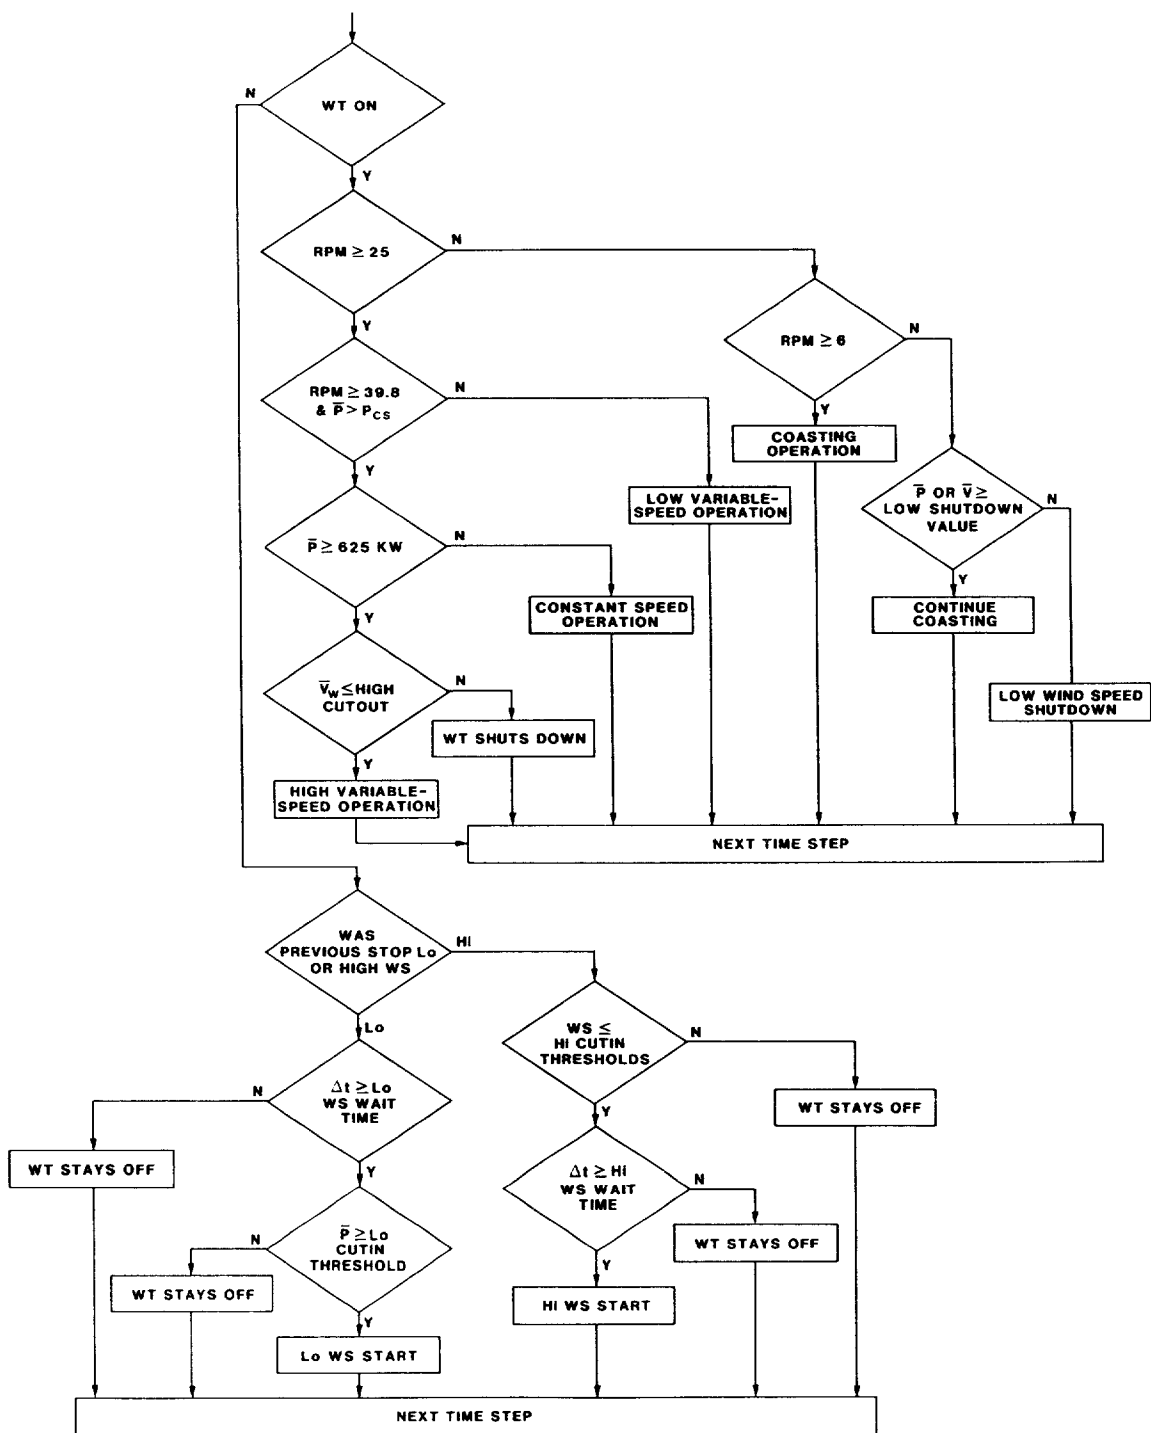 N
WT ON
Y
RPM ≥ 25
N
Y
RPM ≥ 6
N
Y
RPM ≥ 39.8
& P̅ > PCS
N
Y
COASTING
OPERATION
P̅ OR V̅ ≥
LOW SHUTDOWN
VALUE
N
Y
LOW VARIABLE-
SPEED OPERATION
P̅ ≥ 625 KW
N
Y
CONSTANT SPEED
OPERATION
CONTINUE
COASTING
V̅W ≤ HIGH
CUTOUT
N
Y
WT SHUTS DOWN
LOW WIND SPEED
SHUTDOWN
HIGH VARIABLE-
SPEED OPERATION
NEXT TIME STEP
WAS
PREVIOUS STOP Lo
OR HIGH WS
HI
Lo
WS ≤
HI CUTIN
THRESHOLDS
N
Y
Δt ≥ Lo
WS WAIT
TIME
N
Y
WT STAYS OFF
WT STAYS OFF
Δt ≥ HI
WS WAIT
TIME
N
Y
P̅ ≥ Lo
CUTIN
THRESHOLD
N
Y
WT STAYS OFF
WT STAYS OFF
HI WS START
Lo WS START
NEXT TIME STEP